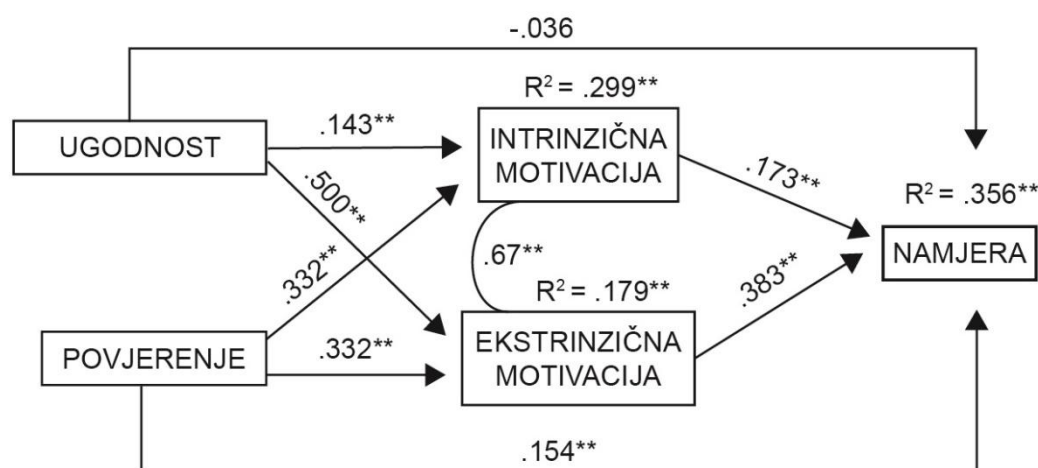 -.036
R² = .299**
UGODNOST
.143**
INTRINZIČNA
MOTIVACIJA
.173**
R² = .356**
NAMJERA
.500**
.332**
.67**
R² = .179**
.383**
POVJERENJE
.332**
EKSTRINZIČNA
MOTIVACIJA
.154**